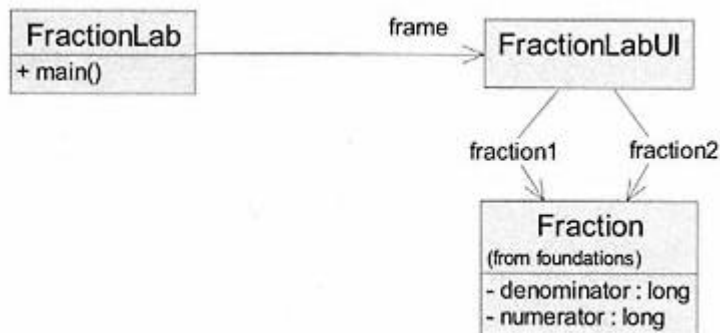 FractionLab
+ main()
frame
FractionLabUI
fraction1
fraction2
Fraction
(from foundations)
- denominator : long
- numerator : long